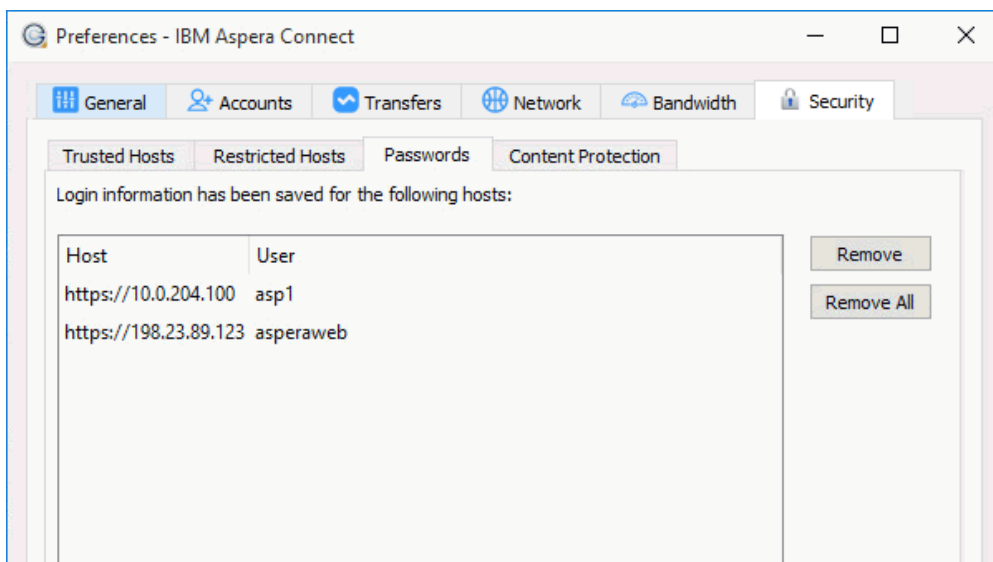 Preferences - IBM Aspera Connect
General Accounts Transfers Network Bandwidth Security
Trusted Hosts Restricted Hosts Passwords Content Protection
Login information has been saved for the following hosts:
Host User
Remove
https://10.0.204.100 asp1
Remove All
https://198.23.89.123 asperaweb